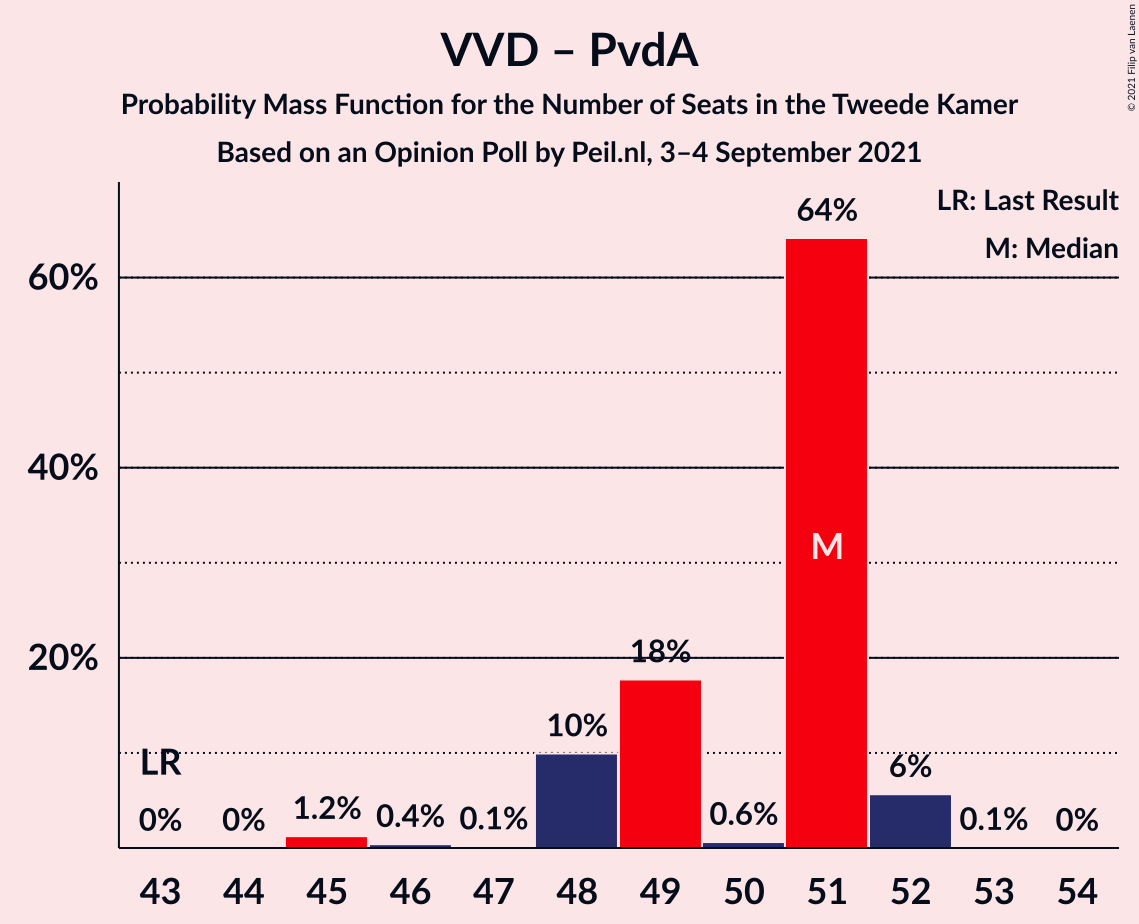 VVD – PvdA
Probability Mass Function for the Number of Seats in the Tweede Kamer
Based on an Opinion Poll by Peil.nl, 3–4 September 2021
© 2021 Filip van Laenen
LR: Last Result
M: Median
60%
40%
20%
LR
0%
0%
1.2%
0.4%
0.1%
10%
18%
0.6%
64%
M
6%
0.1%
0%
43 44 45 46 47 48 49 50 51 52 53 54